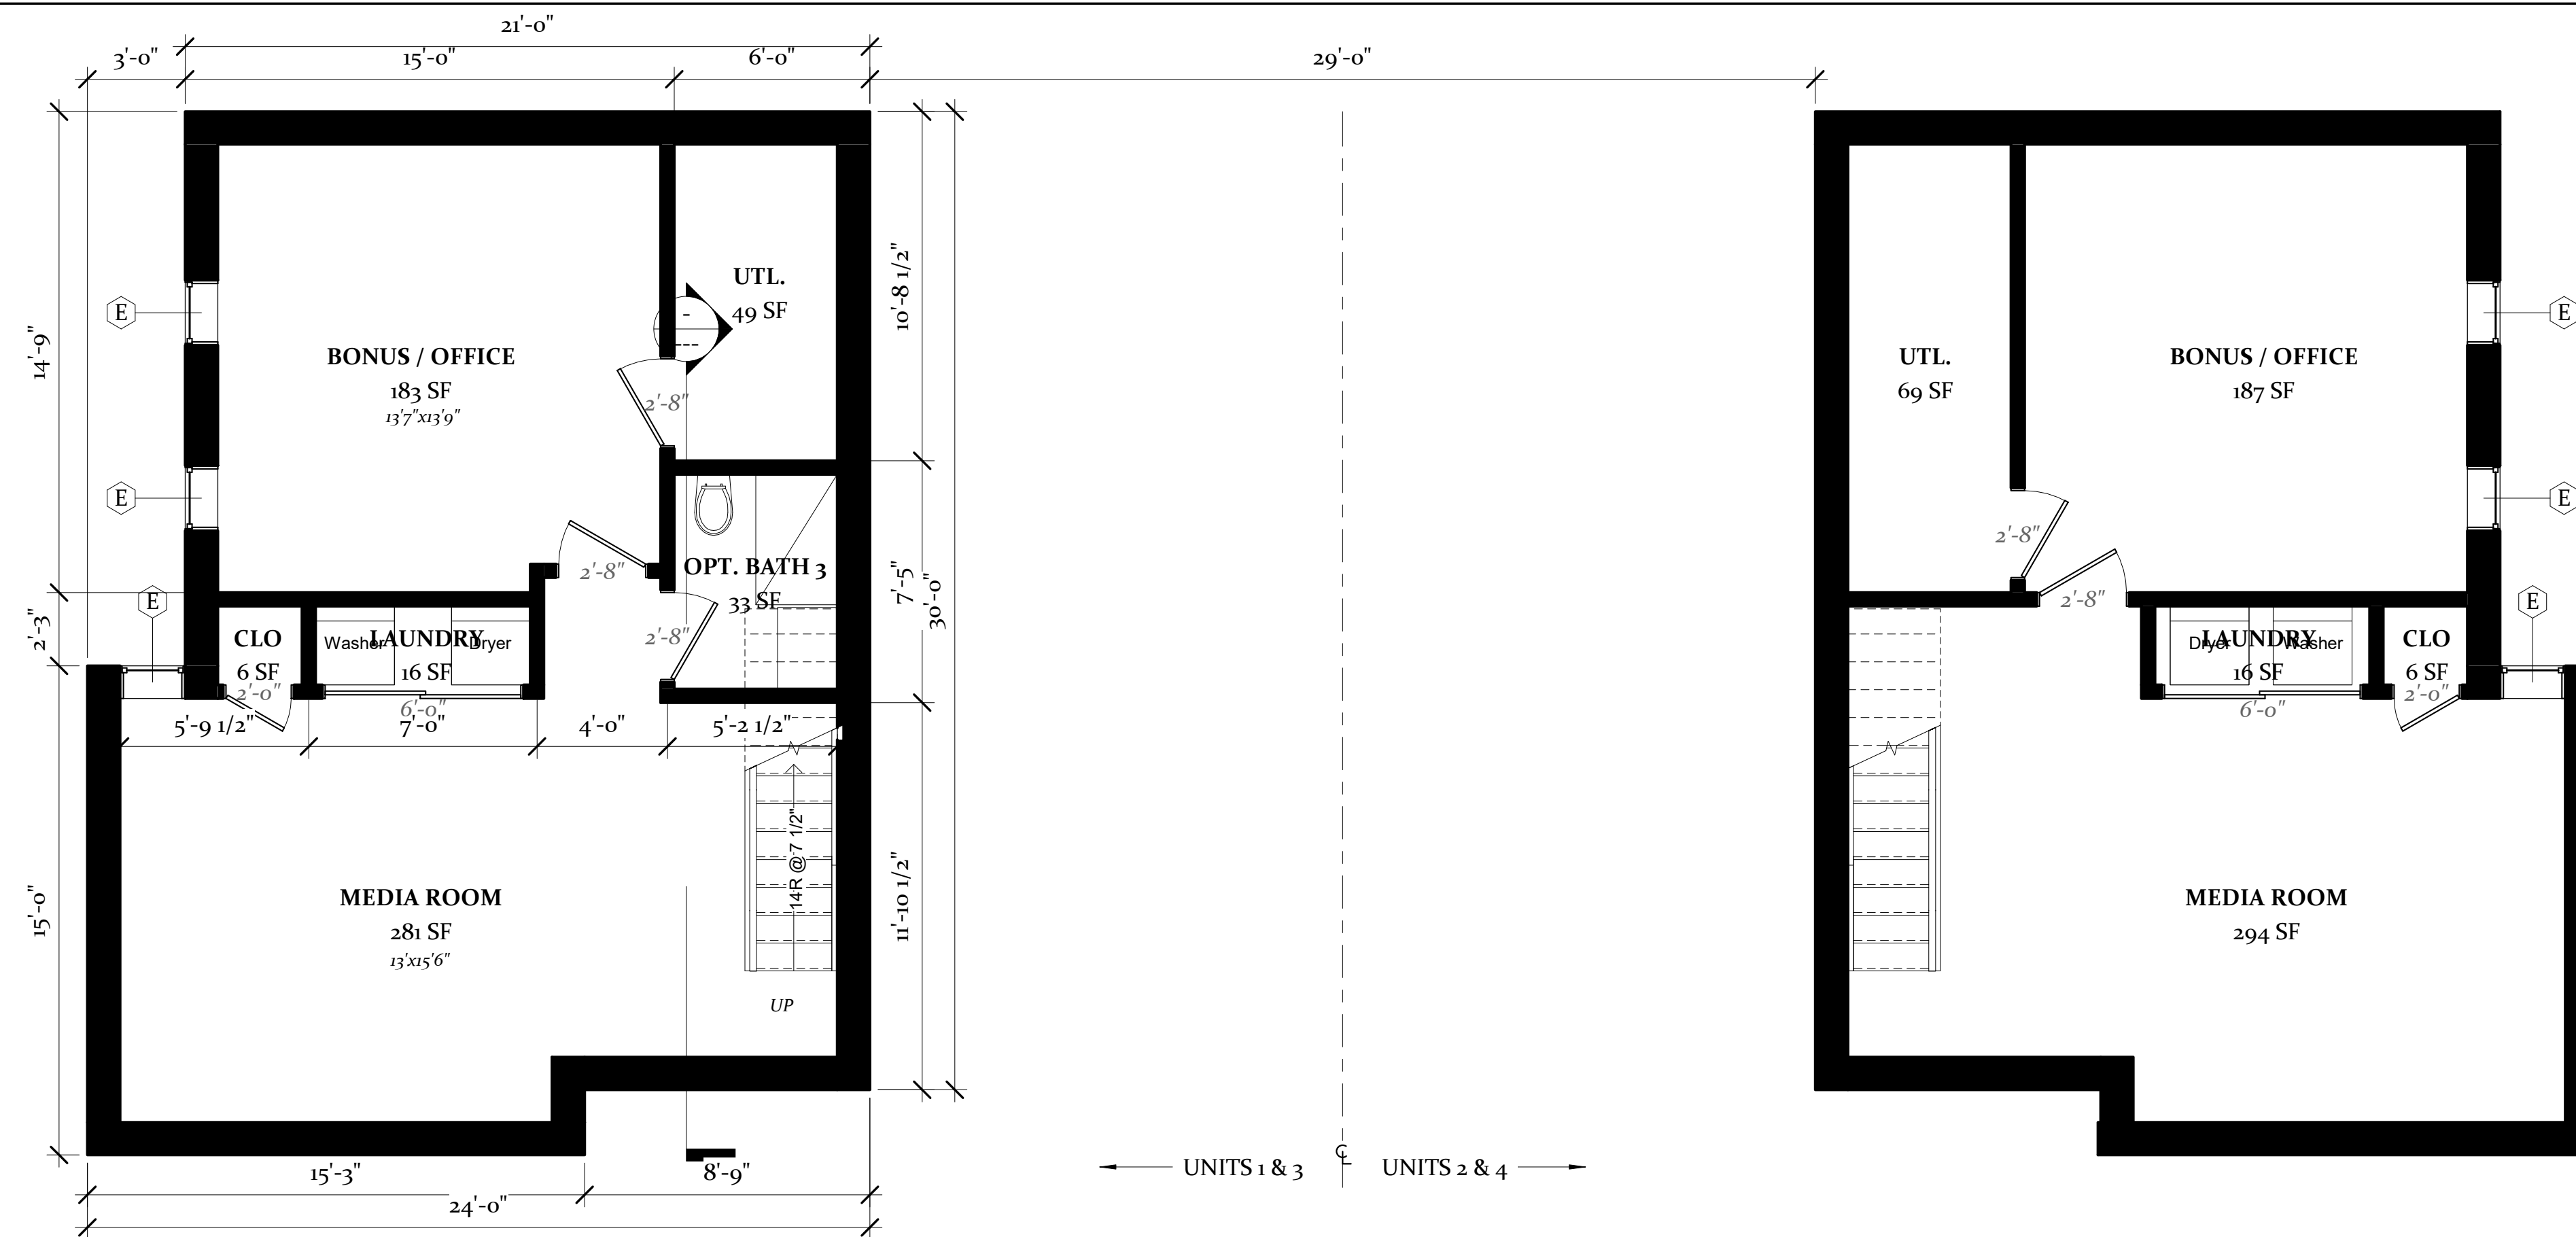 21'-0"
3'-0"
15'-0"
6'-0"
29'-0"
14'-9"
2'-3"
15'-0"
E
E
E
BONUS / OFFICE
183 SF
13'7"x13'9"
UTL.
49 SF
-
---
2'-8"
10'-8 1/2"
7'-5"
30'-0"
11'-10 1/2"
2'-8"
OPT. BATH 3
33 SF
2'-8"
CLO
6 SF
2'-0"
LAUNDRY
16 SF
Washer
Dryer
6'-0"
5'-9 1/2"
7'-0"
4'-0"
5'-2 1/2"
14R @ 7 1/2"
UP
MEDIA ROOM
281 SF
13'x15'6"
15'-3"
8'-9"
24'-0"
UNITS 1 & 3
CL
UNITS 2 & 4
UTL.
69 SF
2'-8"
BONUS / OFFICE
187 SF
E
E
E
2'-8"
LAUNDRY
16 SF
Dryer
Washer
6'-0"
CLO
6 SF
2'-0"
MEDIA ROOM
294 SF